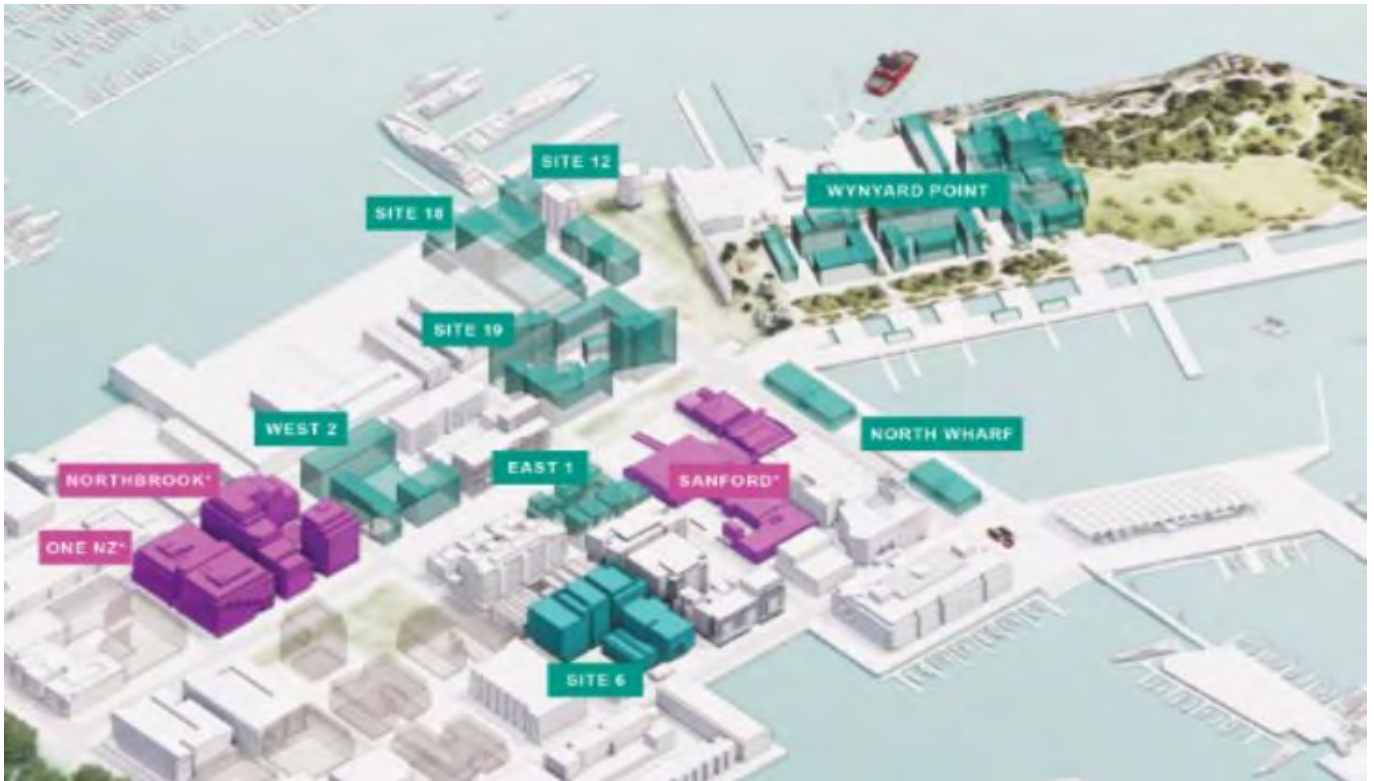 SITE 12
WYNYARD POINT
SITE 18
SITE 19
WEST 2
NORTH WHARF
NORTHBROOK*
EAST 1
SANFORD*
ONE NZ*
SITE 6